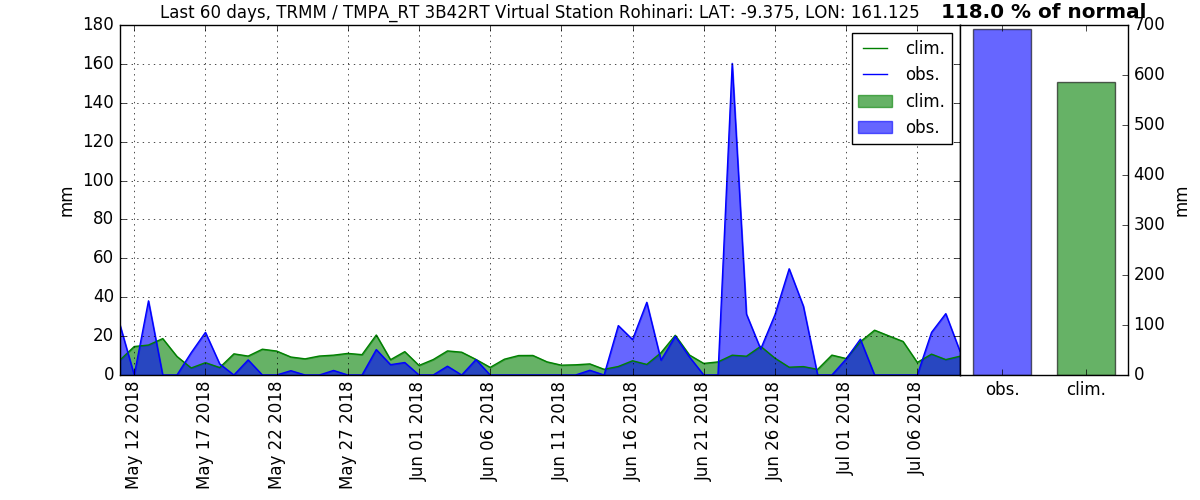 Last 60 days, TRMM / TMPA_RT 3B42RT Virtual Station Rohinari: LAT: -9.375, LON: 161.125
118.0 % of normal
mm
180
160
140
120
100
80
60
40
20
0
clim.
obs.
clim.
obs.
May 12 2018
May 17 2018
May 22 2018
May 27 2018
Jun 01 2018
Jun 06 2018
Jun 11 2018
Jun 16 2018
Jun 21 2018
Jun 26 2018
Jul 01 2018
Jul 06 2018
obs.
clim.
700
600
500
400
300
200
100
0
mm